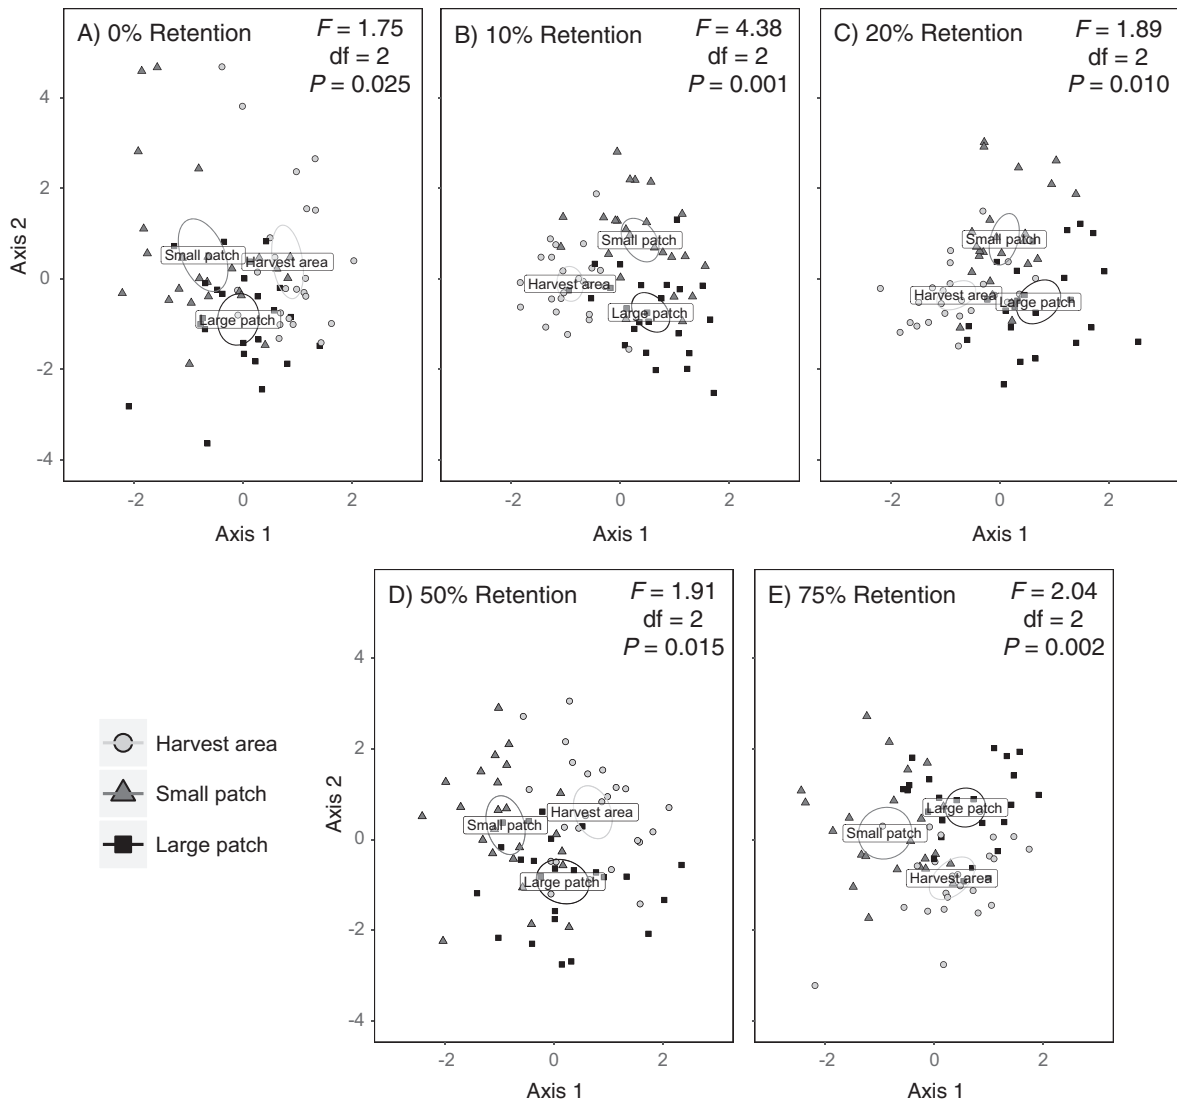 A) 0% Retention
F = 1.75
df = 2
P = 0.025
B) 10% Retention
F = 4.38
df = 2
P = 0.001
C) 20% Retention
F = 1.89
df = 2
P = 0.010
4
2
0
-2
-4
Axis 2
Small patch
Harvest area
Large patch
Small patch
Harvest area
Large patch
Small patch
Harvest area
Large patch
-2 0 2
-2 0 2
-2 0 2
Axis 1
Axis 1
Axis 1
D) 50% Retention
F = 1.91
df = 2
P = 0.015
E) 75% Retention
F = 2.04
df = 2
P = 0.002
4
2
0
-2
-4
Axis 2
Harvest area
Small patch
Large patch
Harvest area
Small patch
Large patch
Large patch
Small patch
Harvest area
-2 0 2
-2 0 2
Axis 1
Axis 1